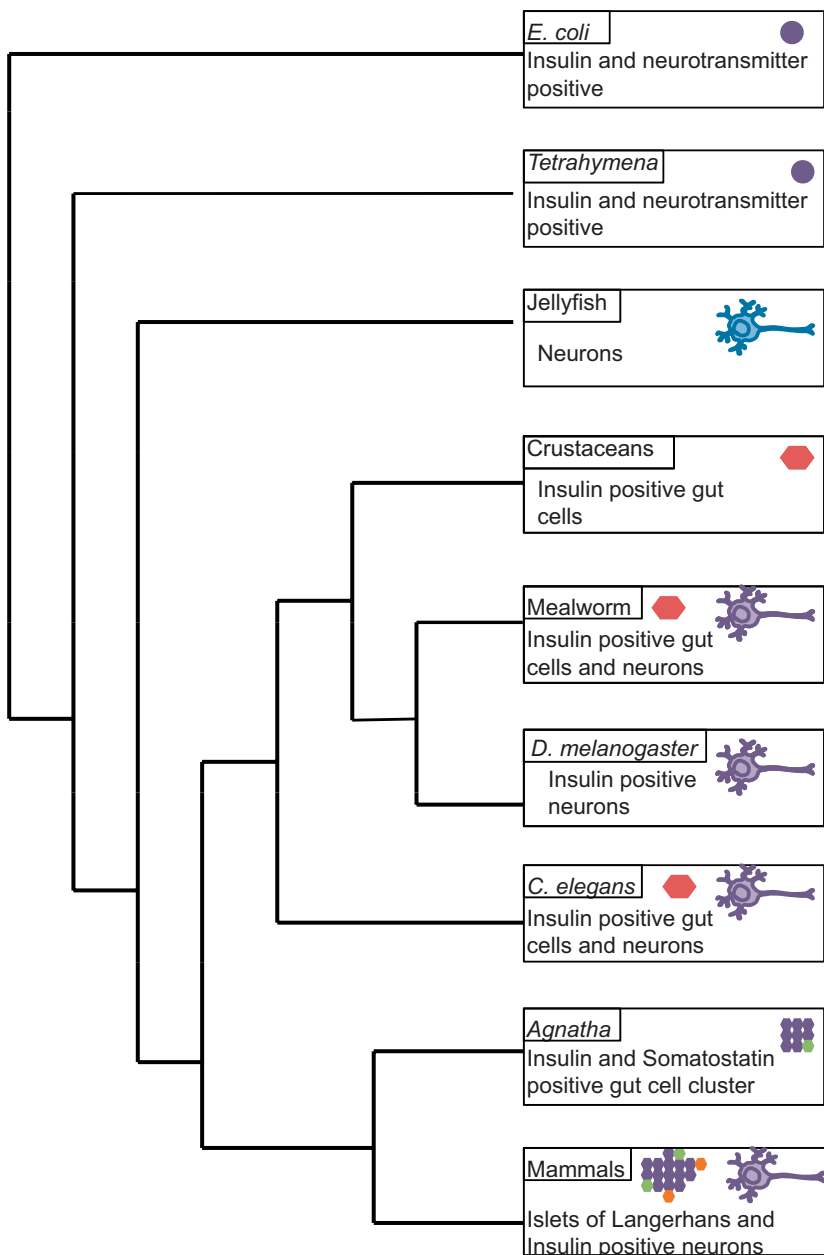 E. coli
Insulin and neurotransmitter
positive
Tetrahymena
Insulin and neurotransmitter
positive
Jellyfish
Neurons
Crustaceans
Insulin positive gut
cells
Mealworm
Insulin positive gut
cells and neurons
D. melanogaster
Insulin positive
neurons
C. elegans
Insulin positive gut
cells and neurons
Agnatha
Insulin and Somatostatin
positive gut cell cluster
Mammals
Islets of Langerhans and
Insulin positive neurons